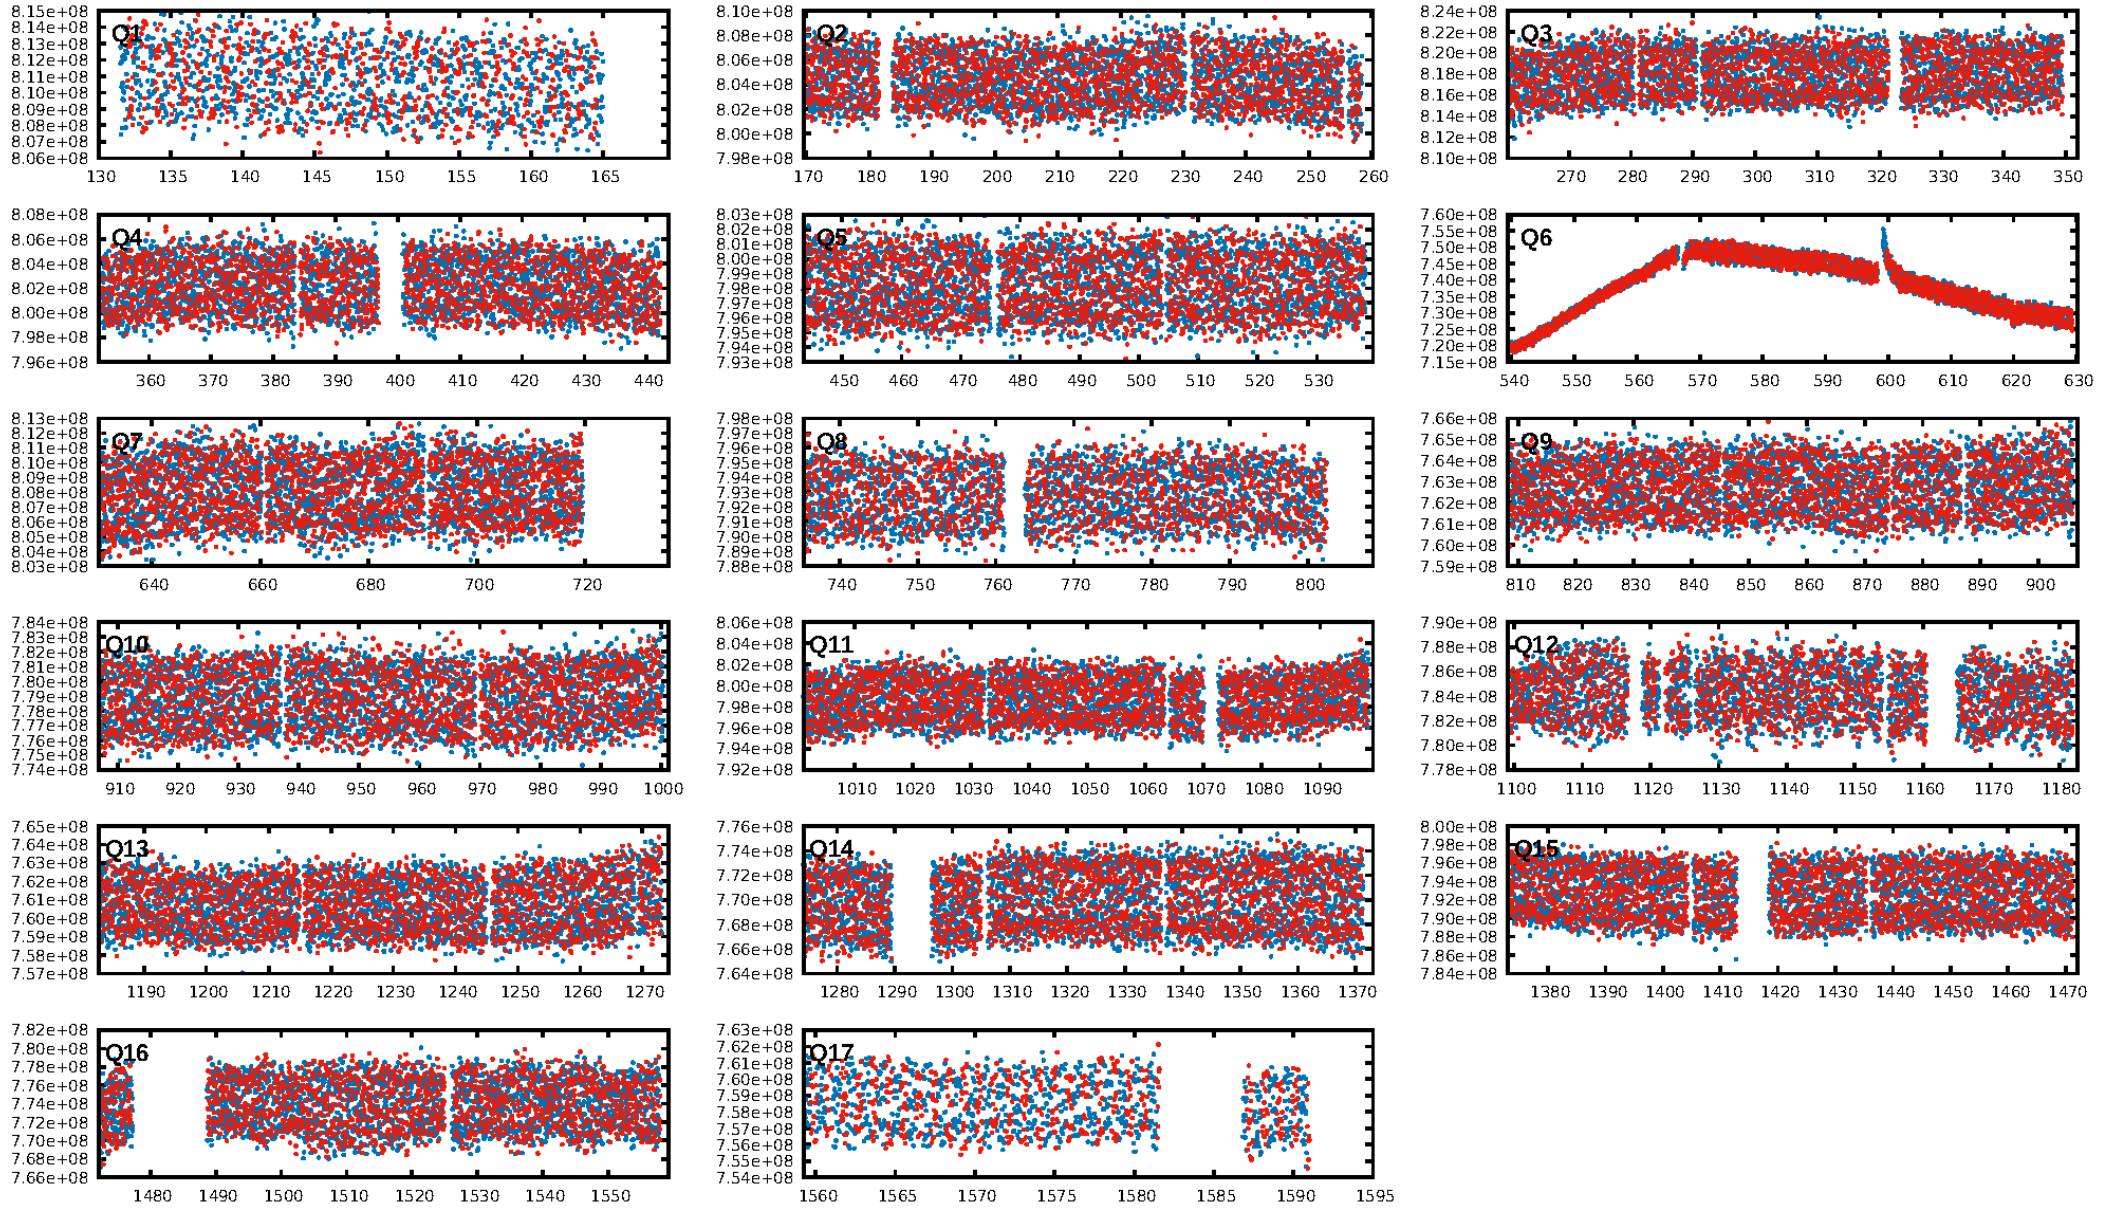 8.15e+08
8.14e+08
8.13e+08
8.12e+08
8.11e+08
8.10e+08
8.09e+08
8.08e+08
8.07e+08
8.06e+08
Q1
130 135 140 145 150 155 160 165
8.10e+08
8.08e+08
8.06e+08
8.04e+08
8.02e+08
8.00e+08
7.98e+08
Q2
170 180 190 200 210 220 230 240 250 260
8.24e+08
8.22e+08
8.20e+08
8.18e+08
8.16e+08
8.14e+08
8.12e+08
8.10e+08
Q3
270 280 290 300 310 320 330 340 350
8.08e+08
8.06e+08
8.04e+08
8.02e+08
8.00e+08
7.98e+08
7.96e+08
Q4
360 370 380 390 400 410 420 430 440
8.03e+08
8.02e+08
8.01e+08
8.00e+08
7.99e+08
7.98e+08
7.97e+08
7.96e+08
7.95e+08
7.94e+08
7.93e+08
Q5
450 460 470 480 490 500 510 520 530
7.60e+08
7.55e+08
7.50e+08
7.45e+08
7.40e+08
7.35e+08
7.30e+08
7.25e+08
7.20e+08
7.15e+08
Q6
540 550 560 570 580 590 600 610 620 630
8.13e+08
8.12e+08
8.11e+08
8.10e+08
8.09e+08
8.08e+08
8.07e+08
8.06e+08
8.05e+08
8.04e+08
8.03e+08
Q7
640 660 680 700 720
7.98e+08
7.97e+08
7.96e+08
7.95e+08
7.94e+08
7.93e+08
7.92e+08
7.91e+08
7.90e+08
7.89e+08
7.88e+08
Q8
740 750 760 770 780 790 800
7.66e+08
7.65e+08
7.64e+08
7.63e+08
7.62e+08
7.61e+08
7.60e+08
7.59e+08
Q9
810 820 830 840 850 860 870 880 890 900
7.84e+08
7.83e+08
7.82e+08
7.81e+08
7.80e+08
7.79e+08
7.78e+08
7.77e+08
7.76e+08
7.75e+08
7.74e+08
Q10
910 920 930 940 950 960 970 980 990 1000
8.06e+08
8.04e+08
8.02e+08
8.00e+08
7.98e+08
7.96e+08
7.94e+08
7.92e+08
Q11
1010 1020 1030 1040 1050 1060 1070 1080 1090
7.90e+08
7.88e+08
7.86e+08
7.84e+08
7.82e+08
7.80e+08
7.78e+08
Q12
1100 1110 1120 1130 1140 1150 1160 1170 1180
7.65e+08
7.64e+08
7.63e+08
7.62e+08
7.61e+08
7.60e+08
7.59e+08
7.58e+08
7.57e+08
Q13
1190 1200 1210 1220 1230 1240 1250 1260 1270
7.76e+08
7.74e+08
7.72e+08
7.70e+08
7.68e+08
7.66e+08
7.64e+08
Q14
1280 1290 1300 1310 1320 1330 1340 1350 1360 1370
8.00e+08
7.98e+08
7.96e+08
7.94e+08
7.92e+08
7.90e+08
7.88e+08
7.86e+08
7.84e+08
Q15
1380 1390 1400 1410 1420 1430 1440 1450 1460 1470
7.82e+08
7.80e+08
7.78e+08
7.76e+08
7.74e+08
7.72e+08
7.70e+08
7.68e+08
7.66e+08
Q16
1480 1490 1500 1510 1520 1530 1540 1550
7.63e+08
7.62e+08
7.61e+08
7.60e+08
7.59e+08
7.58e+08
7.57e+08
7.56e+08
7.55e+08
7.54e+08
Q17
1560 1565 1570 1575 1580 1585 1590 1595